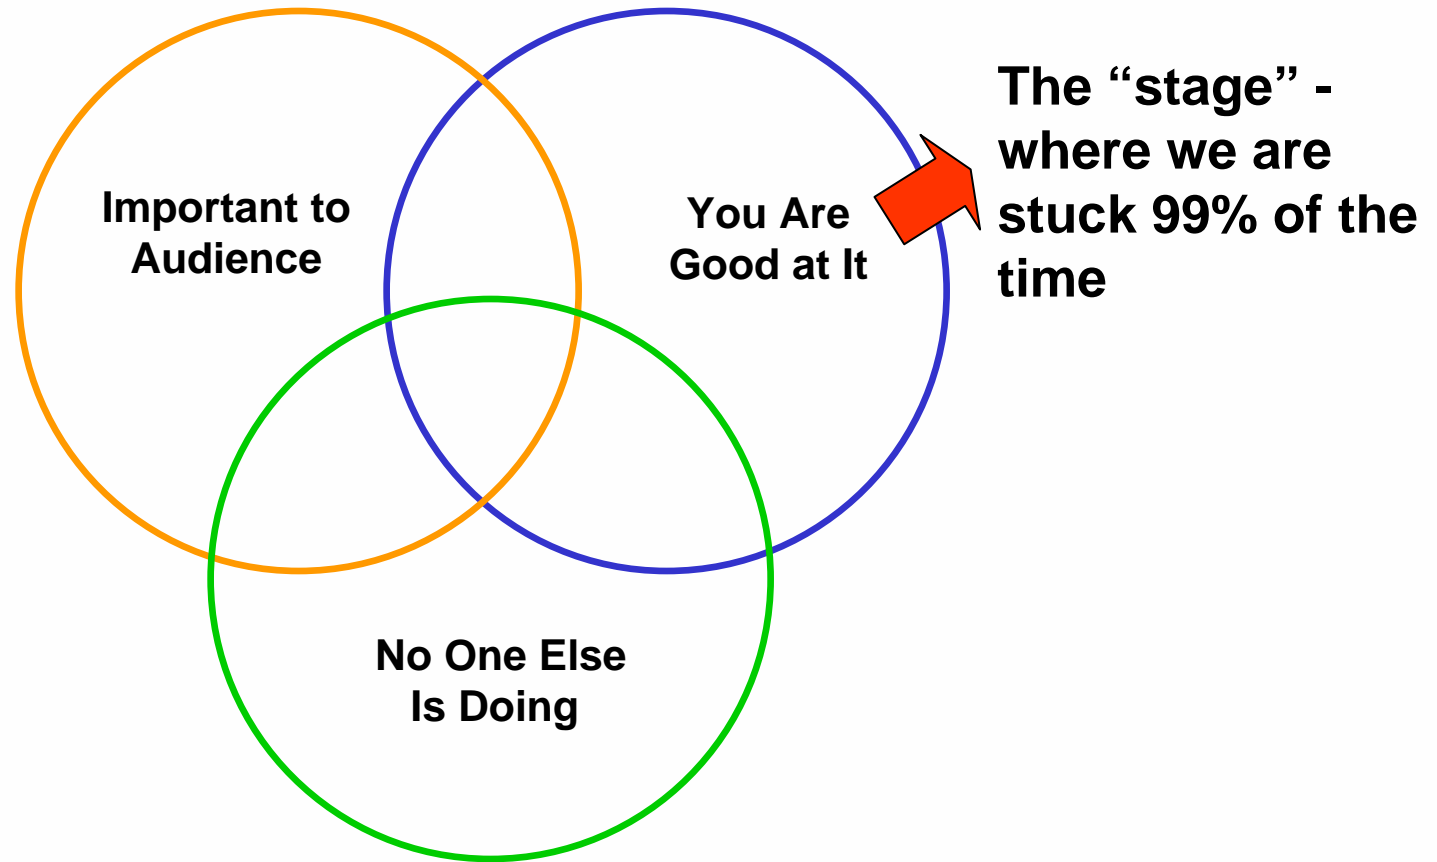 Important to
Audience
You Are
Good at It
The “stage” -
where we are
stuck 99% of the
time
No One Else
Is Doing